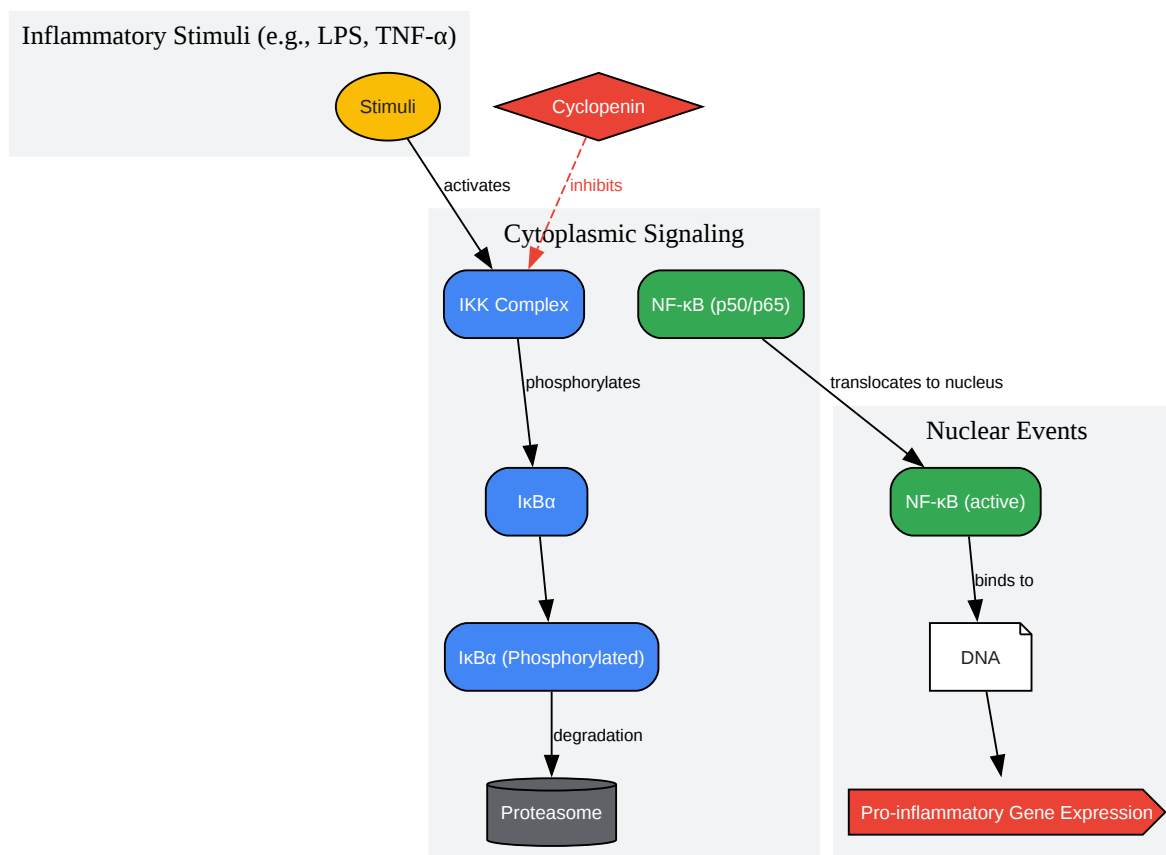 Inflammatory Stimuli (e.g., LPS, TNF-α)
Stimuli
Cyclopenin
activates
inhibits
Cytoplasmic Signaling
IKK Complex
NF-κB (p50/p65)
phosphorylates
translocates to nucleus
Nuclear Events
IκBα
NF-κB (active)
binds to
IκBα (Phosphorylated)
DNA
degradation
Proteasome
Pro-inflammatory Gene Expression